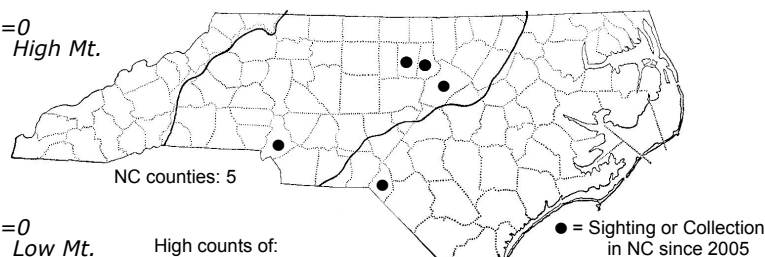 =0
High Mt.
NC counties: 5
=0
Low Mt.
High counts of:
● = Sighting or Collection
in NC since 2005